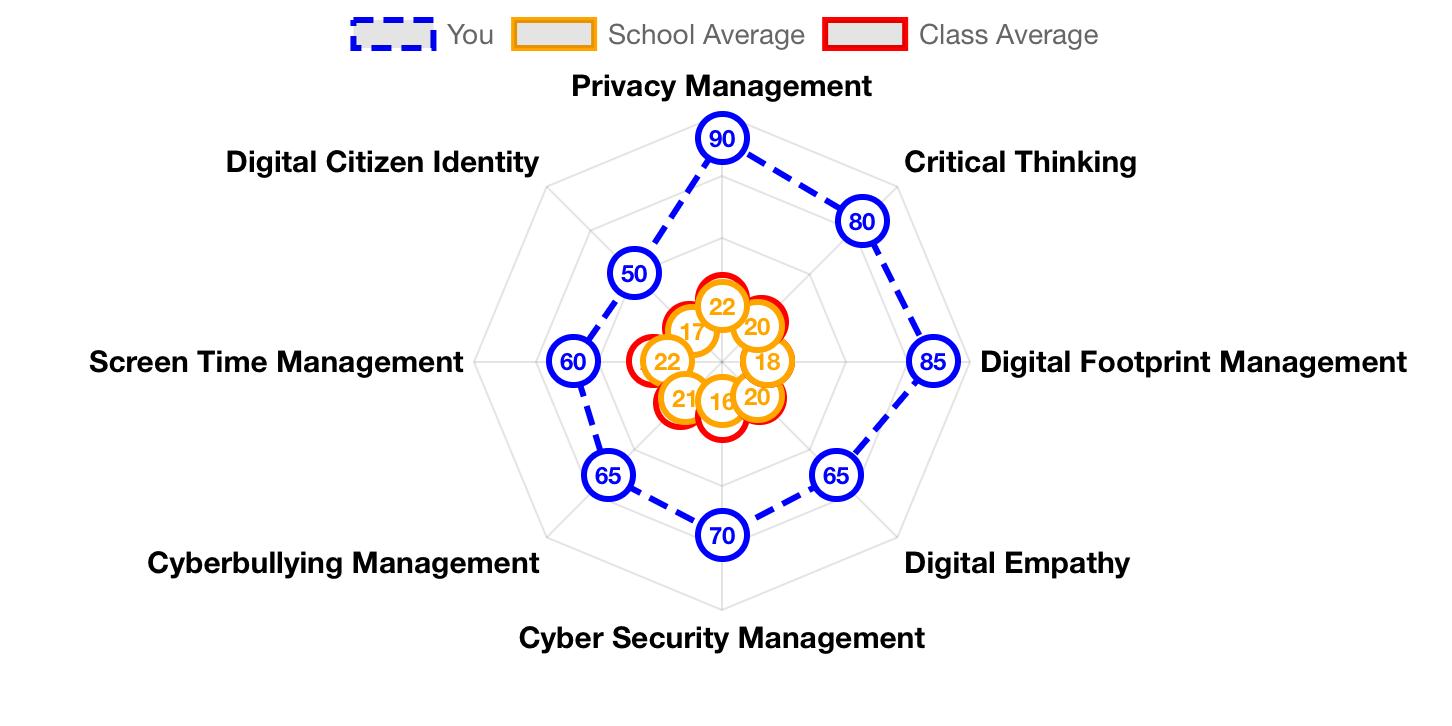 You School Average Class Average
Privacy Management
Digital Citizen Identity
Critical Thinking
90
80
50
22
17
20
Screen Time Management
60
22
18
85
Digital Footprint Management
21
16
20
65
65
70
Cyberbullying Management
Digital Empathy
Cyber Security Management